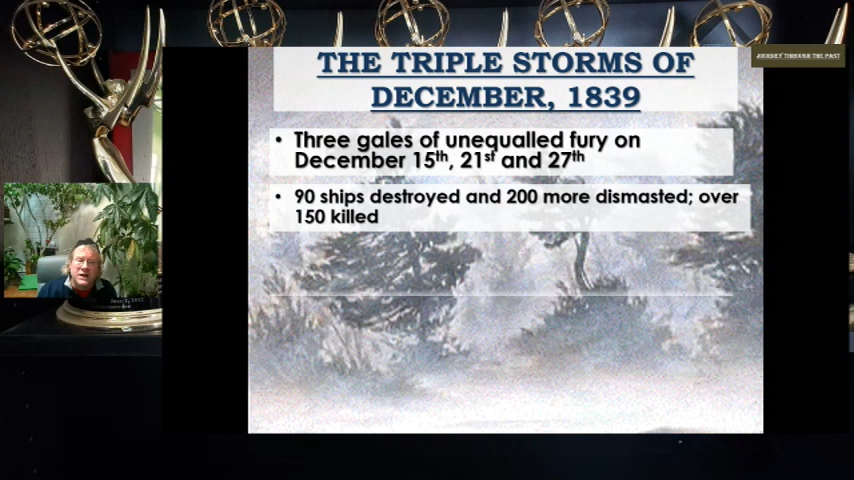 JOURNEY THROUGH THE PAST
THE TRIPLE STORMS OF
DECEMBER, 1839
• Three gales of unequalled fury on
December 15th, 21st and 27th
• 90 ships destroyed and 200 more dismasted; over
150 killed